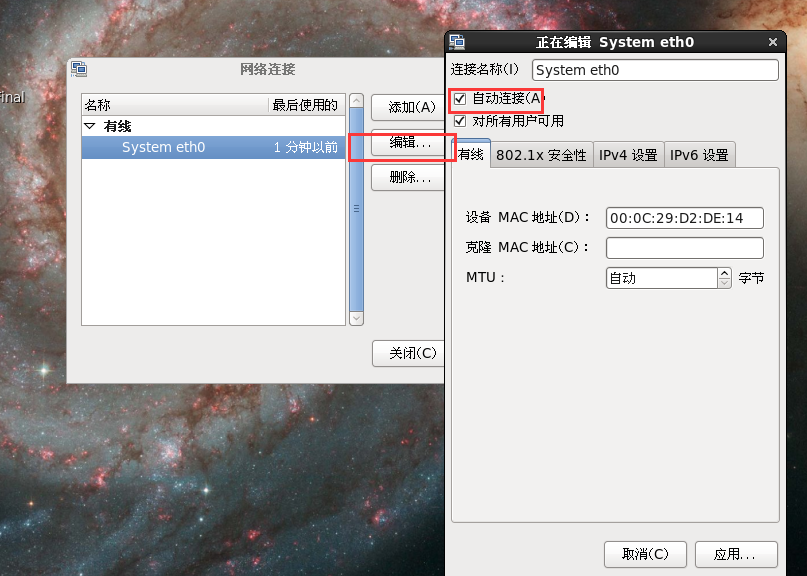 inal
网络连接
名称 最后使用的
有线
System eth0 1 分钟以前
添加(A)
编辑...
删除...
关闭(C)
正在编辑 System eth0
连接名称(I) System eth0
自动连接(A)
对所有用户可用
有线 802.1x 安全性 IPv4 设置 IPv6 设置
设备 MAC 地址(D)： 00:0C:29:D2:DE:14
克隆 MAC 地址(C)：
MTU： 自动 字节
取消(C) 应用...